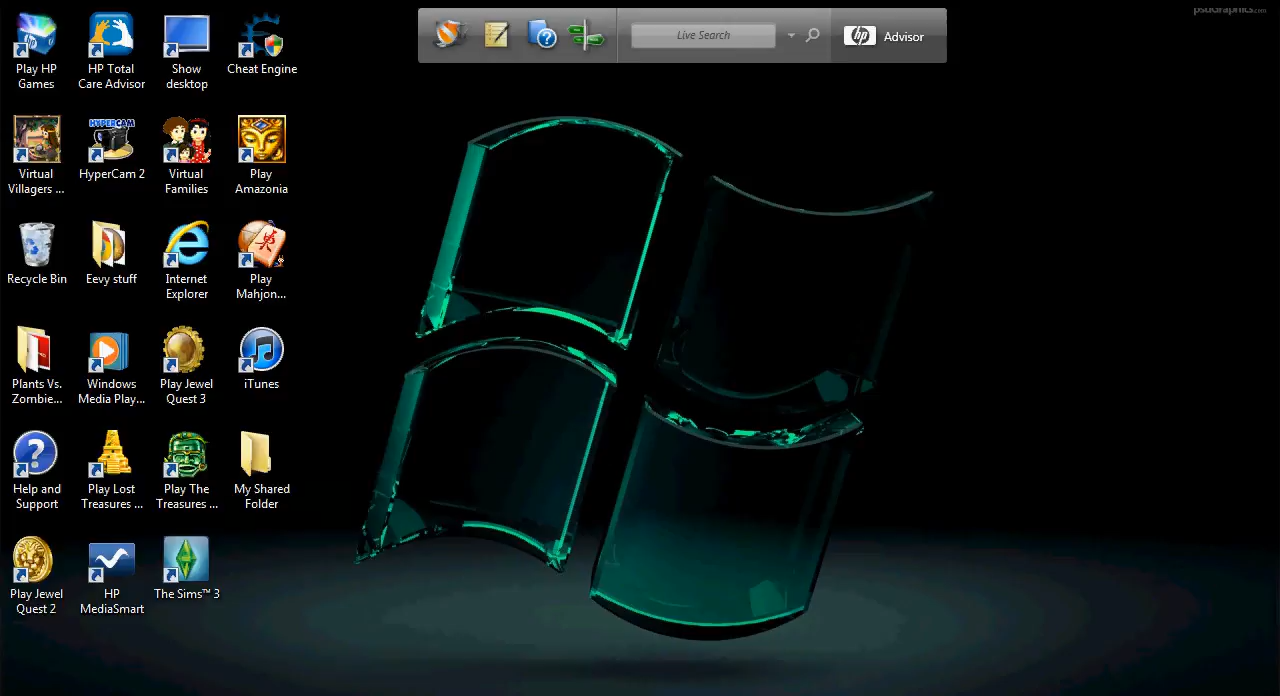 psdGraphics.com
Live Search
hp
Advisor
Play HP
Games
HP Total
Care Advisor
Show
desktop
Cheat Engine
Virtual
Villagers ...
HYPERCAM
HyperCam 2
Virtual
Families
Play
Amazonia
Recycle Bin
Eevy stuff
Internet
Explorer
Play
Mahjon...
Plants Vs.
Zombie...
Windows
Media Play...
Play Jewel
Quest 3
iTunes
Help and
Support
Play Lost
Treasures ...
Play The
Treasures ...
My Shared
Folder
Play Jewel
Quest 2
HP
MediaSmart
The Sims™ 3